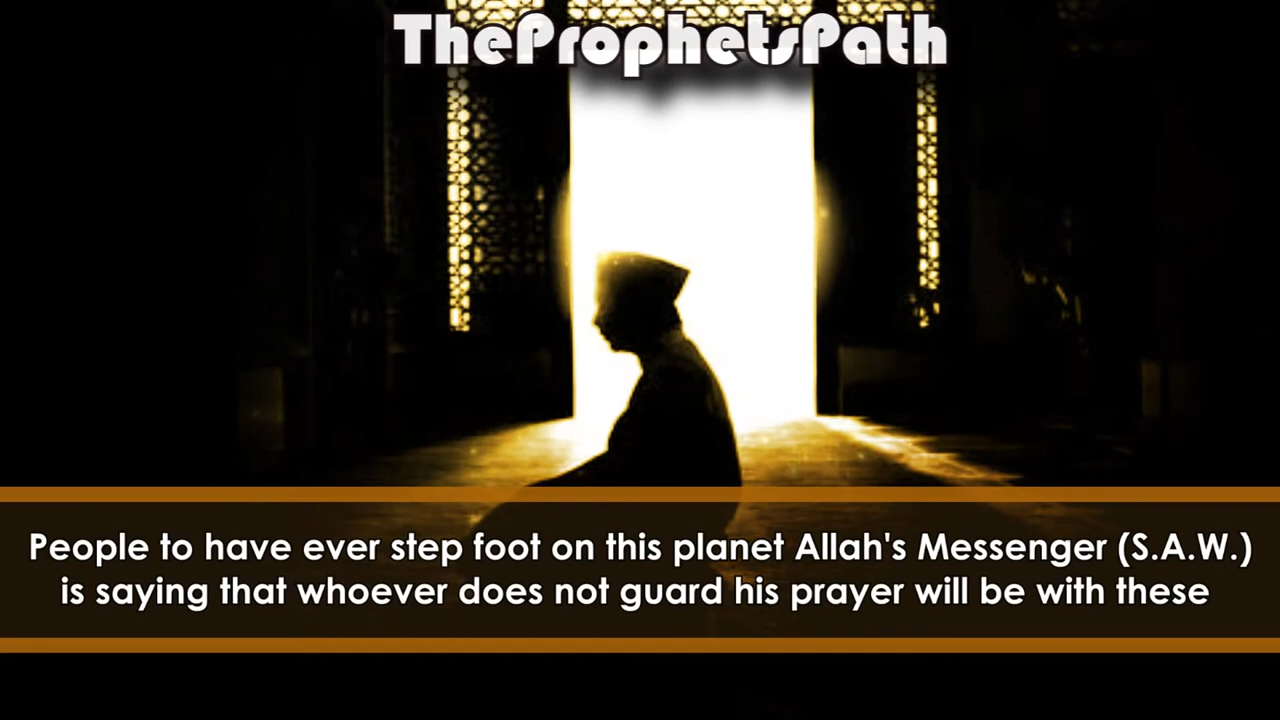 TheProphetsPath
People to have ever step foot on this planet Allah's Messenger (S.A.W.)
is saying that whoever does not guard his prayer will be with these